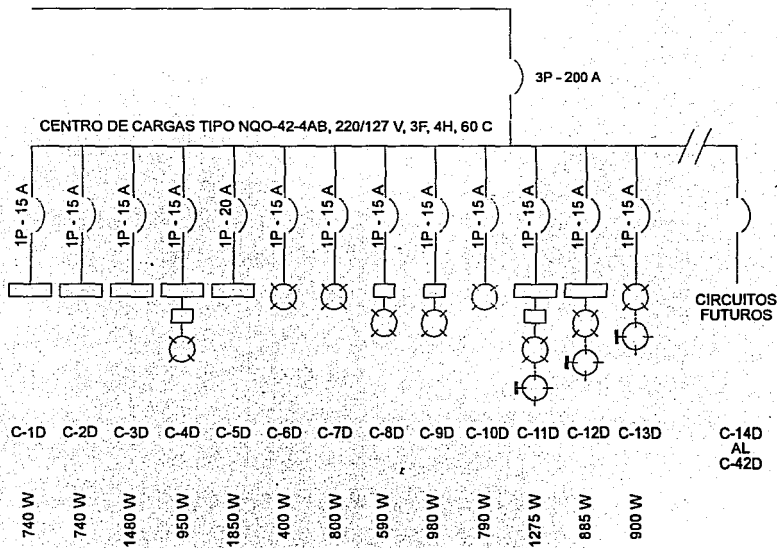 3P - 200 A
CENTRO DE CARGAS TIPO NQO-42-4AB, 220/127 V, 3F, 4H, 60 C
1P - 15 A
1P - 15 A
1P - 15 A
1P - 15 A
1P - 20 A
1P - 15 A
1P - 15 A
1P - 15 A
1P - 15 A
1P - 15 A
1P - 15 A
1P - 15 A
1P - 15 A
CIRCUITOS
FUTUROS
C-1D
C-2D
C-3D
C-4D
C-5D
C-6D
C-7D
C-8D
C-9D
C-10D
C-11D
C-12D
C-13D
C-14D
AL
C-42D
740 W
740 W
1480 W
950 W
1850 W
400 W
800 W
590 W
980 W
790 W
1275 W
885 W
900 W